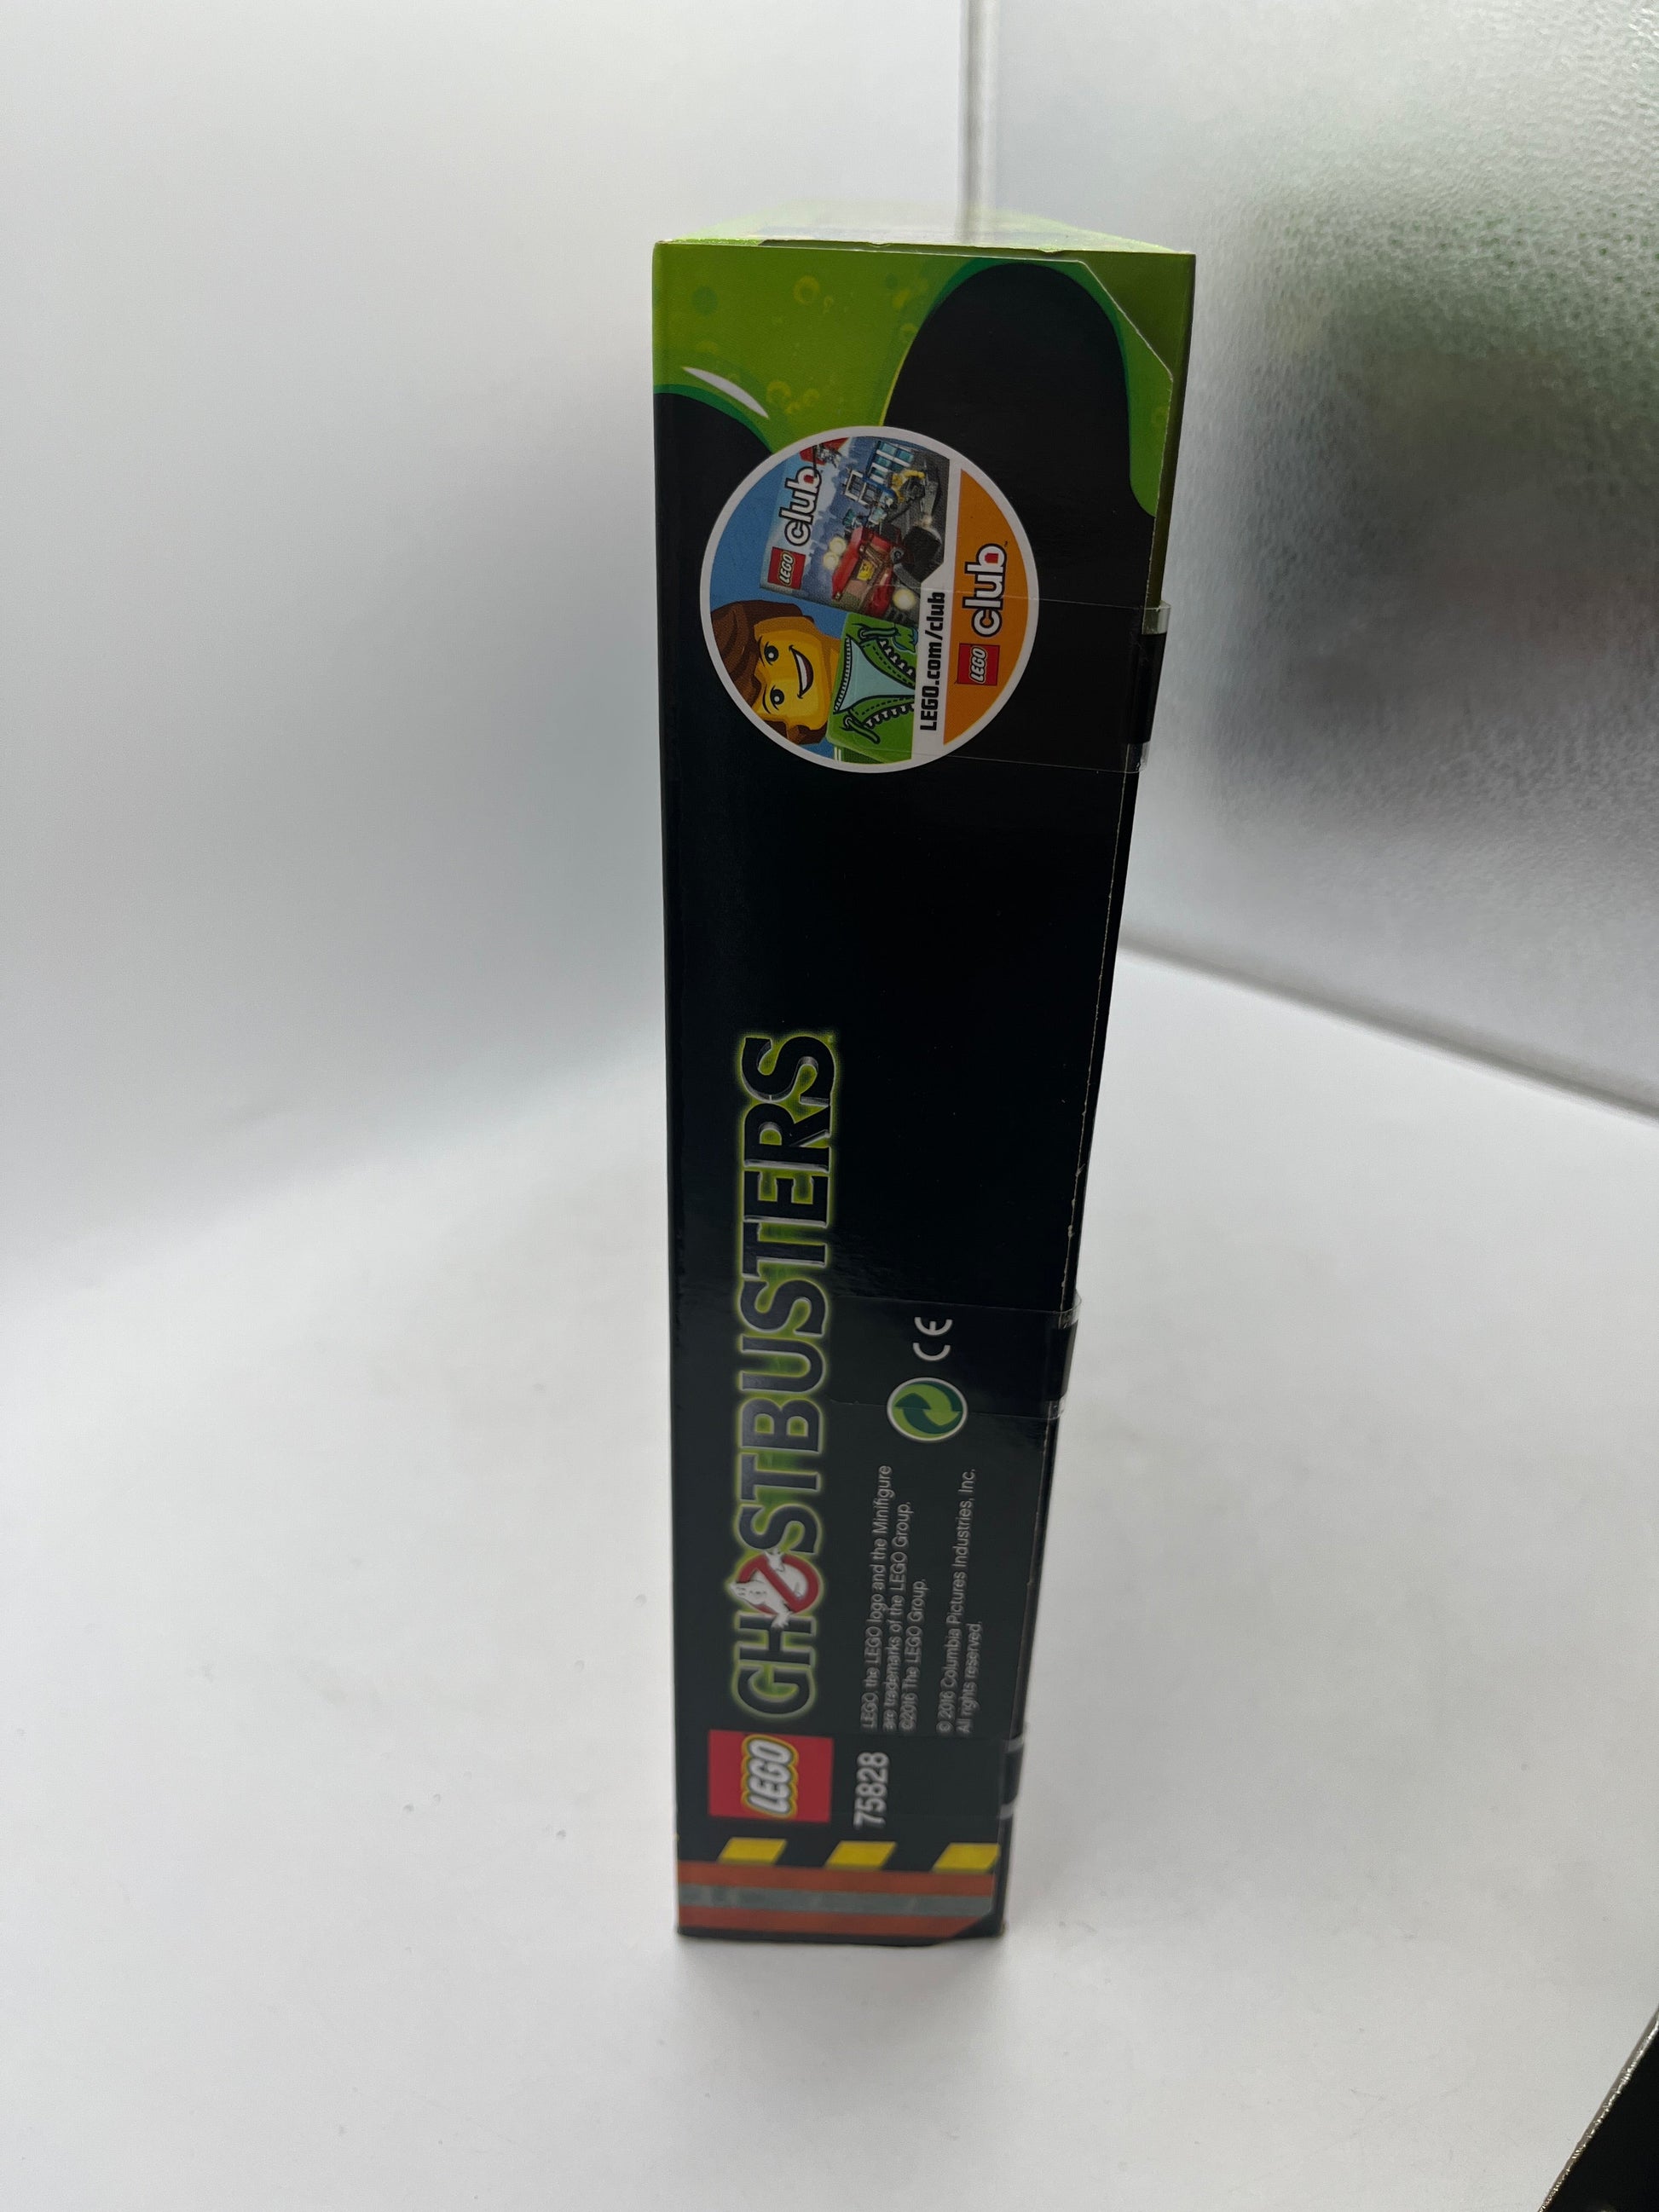 LEGO
GHOSTBUSTERS
75828
LEGO, the LEGO logo and the Minifigure
are trademarks of the LEGO Group.
©2016 The LEGO Group.
© 2016 Columbia Pictures Industries, Inc.
All rights reserved.
CE
LEGO club
LEGO.com/club
LEGO club™